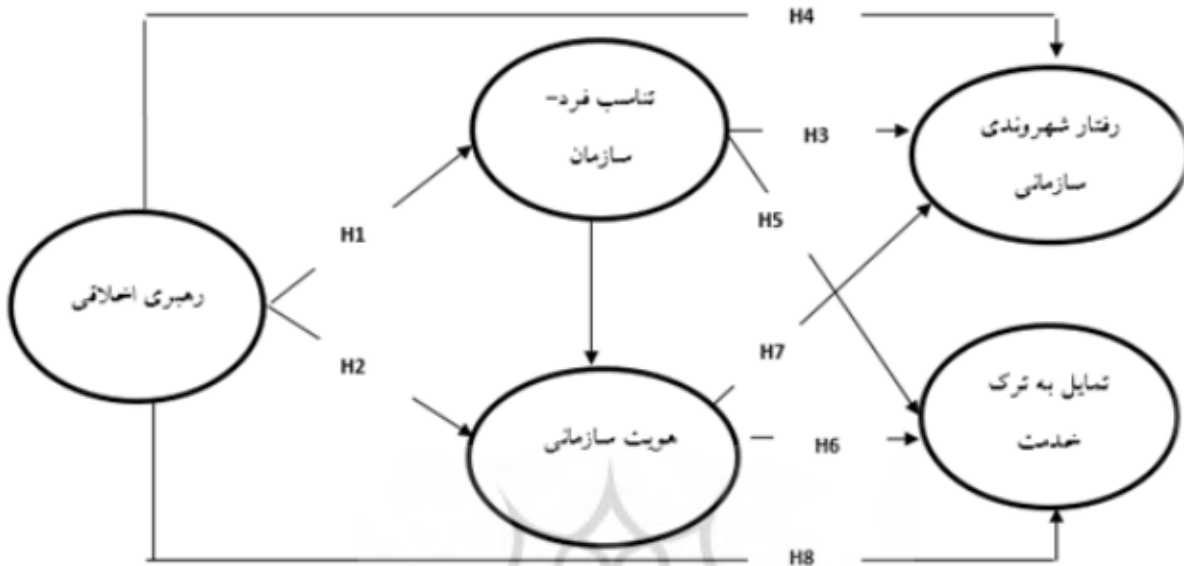 H4
تناسب فرد-
سازمان
رفتار شهروندی
سازمانی
H3
H5
H1
رهبری اخلاقی
H2
H7
هویت سازمانی
H6
تمایل به ترک
خدمت
H8